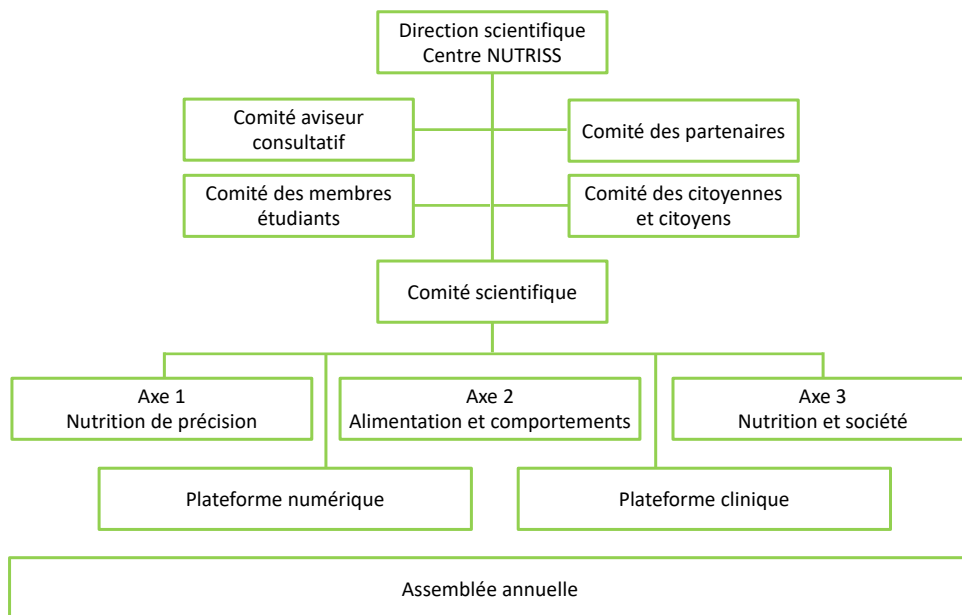 Direction scientifique
Centre NUTRISS
Comité aviseur
consultatif
Comité des partenaires
Comité des membres
étudiants
Comité des citoyennes
et citoyens
Comité scientifique
Axe 1
Nutrition de précision
Axe 2
Alimentation et comportements
Axe 3
Nutrition et société
Plateforme numérique
Plateforme clinique
Assemblée annuelle